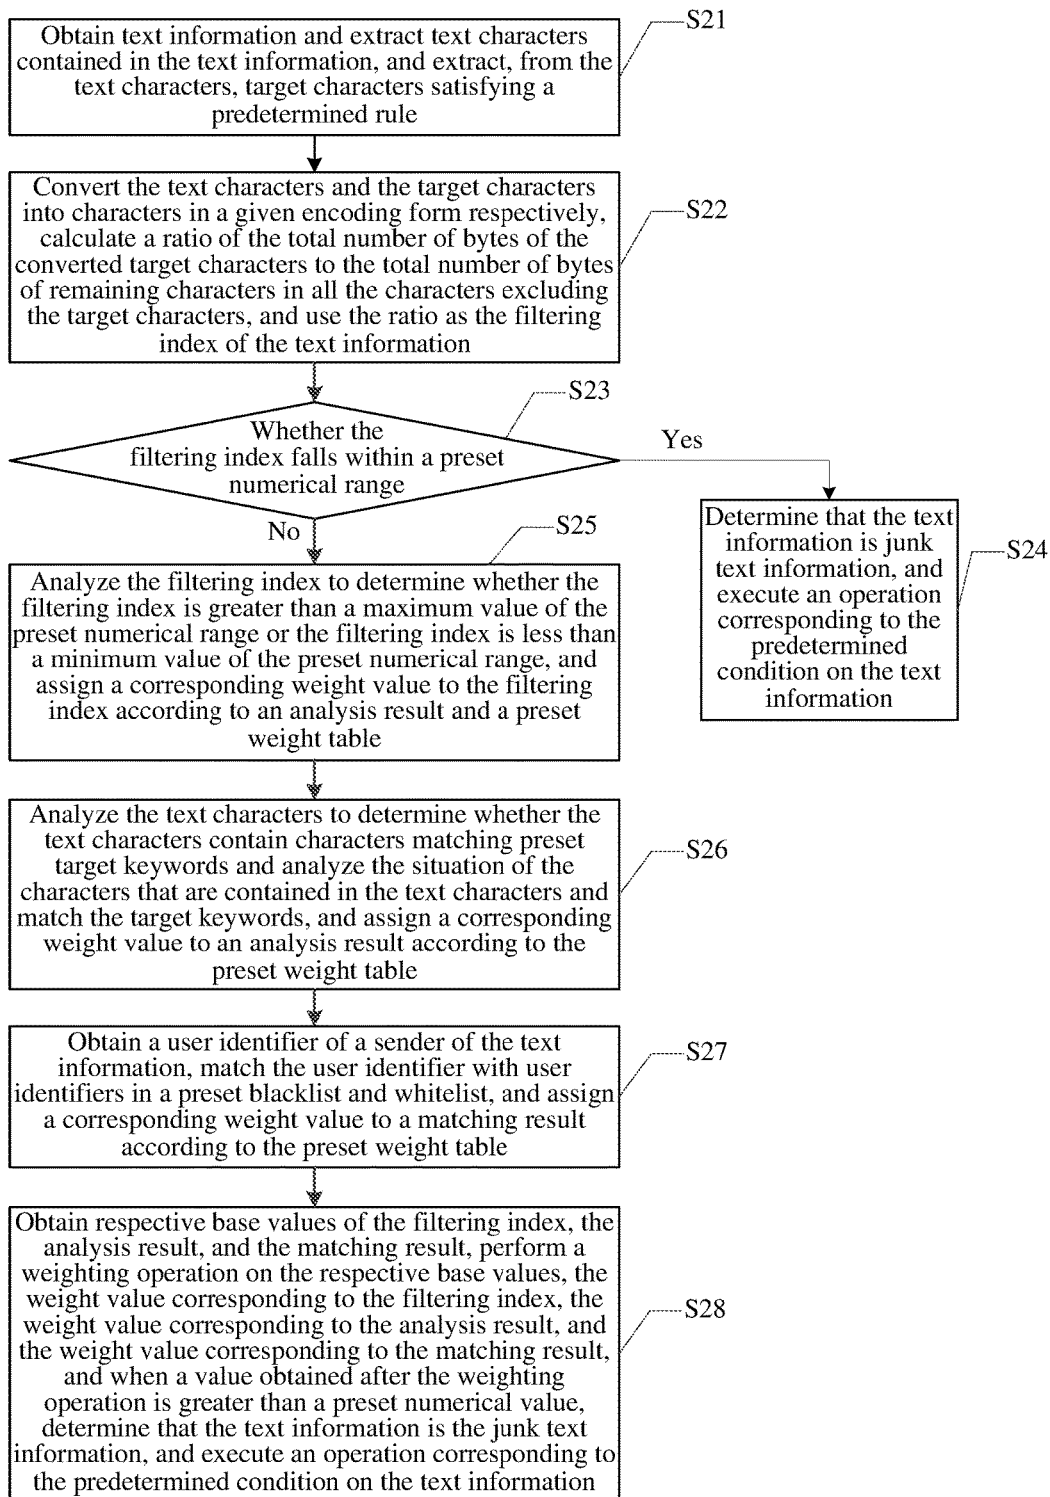 S21
Obtain text information and extract text characters
contained in the text information, and extract, from the
text characters, target characters satisfying a
predetermined rule
Convert the text characters and the target characters
into characters in a given encoding form respectively,
calculate a ratio of the total number of bytes of the
converted target characters to the total number of bytes
of remaining characters in all the characters excluding
the target characters, and use the ratio as the filtering
index of the text information
S22
S23
Whether the
filtering index falls within a preset
numerical range
Yes
No
Determine that the text
information is junk
text information, and
execute an operation
corresponding to the
predetermined
condition on the text
information
S24
S25
Analyze the filtering index to determine whether the
filtering index is greater than a maximum value of the
preset numerical range or the filtering index is less than
a minimum value of the preset numerical range, and
assign a corresponding weight value to the filtering
index according to an analysis result and a preset
weight table
Analyze the text characters to determine whether the
text characters contain characters matching preset
target keywords and analyze the situation of the
characters that are contained in the text characters and
match the target keywords, and assign a corresponding
weight value to an analysis result according to the
preset weight table
S26
Obtain a user identifier of a sender of the text
information, match the user identifier with user
identifiers in a preset blacklist and whitelist, and assign
a corresponding weight value to a matching result
according to the preset weight table
S27
Obtain respective base values of the filtering index, the
analysis result, and the matching result, perform a
weighting operation on the respective base values, the
weight value corresponding to the filtering index, the
weight value corresponding to the analysis result, and
the weight value corresponding to the matching result,
and when a value obtained after the weighting
operation is greater than a preset numerical value,
determine that the text information is the junk text
information, and execute an operation corresponding to
the predetermined condition on the text information
S28